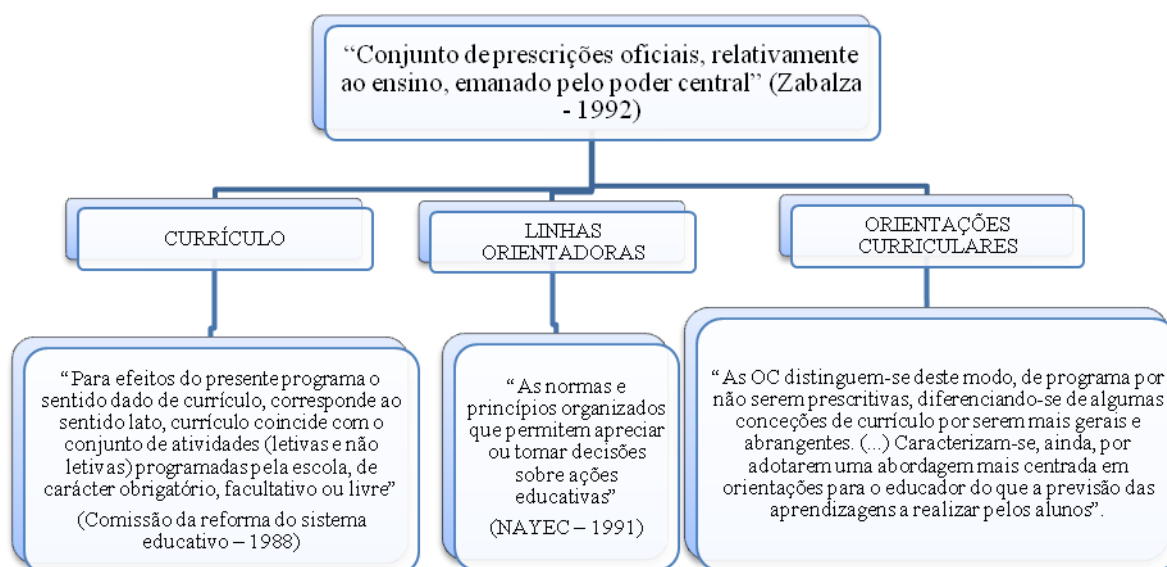 “Conjunto de prescrições oficiais, relativamente
ao ensino, emanado pelo poder central” (Zabalza
- 1992)
CURRÍCULO
LINHAS
ORIENTADORAS
ORIENTAÇÕES
CURRICULARES
“Para efeitos do presente programa o
sentido dado de currículo, corresponde ao
sentido lato, currículo coincide com o
conjunto de atividades (letivas e não
letivas) programadas pela escola, de
carácter obrigatório, facultativo ou livre”
(Comissão da reforma do sistema
educativo – 1988)
“As normas e
princípios organizados
que permitem apreciar
ou tomar decisões
sobre ações
educativas”
(NAYEC – 1991)
“As OC distinguem-se deste modo, de programa por
não serem prescritivas, diferenciando-se de algumas
conceções de currículo por serem mais gerais e
abrangentes. (...) Caracterizam-se, ainda, por
adotarem uma abordagem mais centrada em
orientações para o educador do que a previsão das
aprendizagens a realizar pelos alunos”.